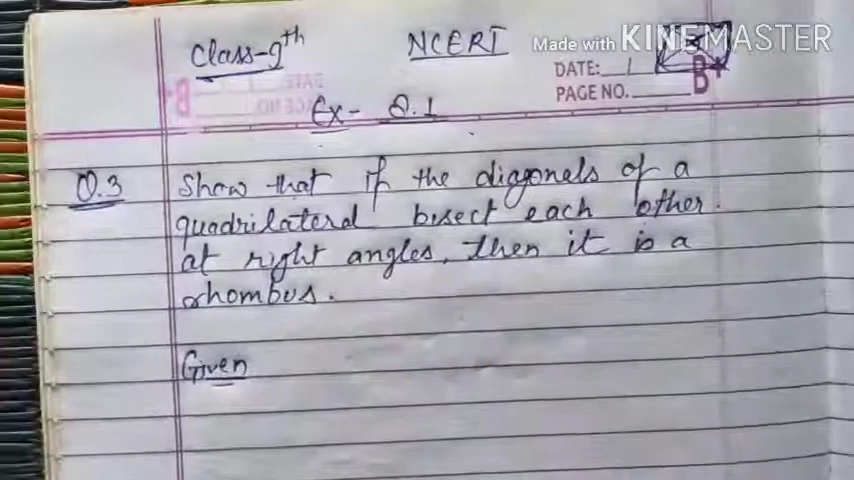 Class-9th NCERT Made with KINEMASTER
DATE: B+
PAGE NO.
Ex- 8.1
Q.3 Show that if the diagonels of a
quadrilateral bisect each other.
at right angles, then it is a
rhombus.
Given